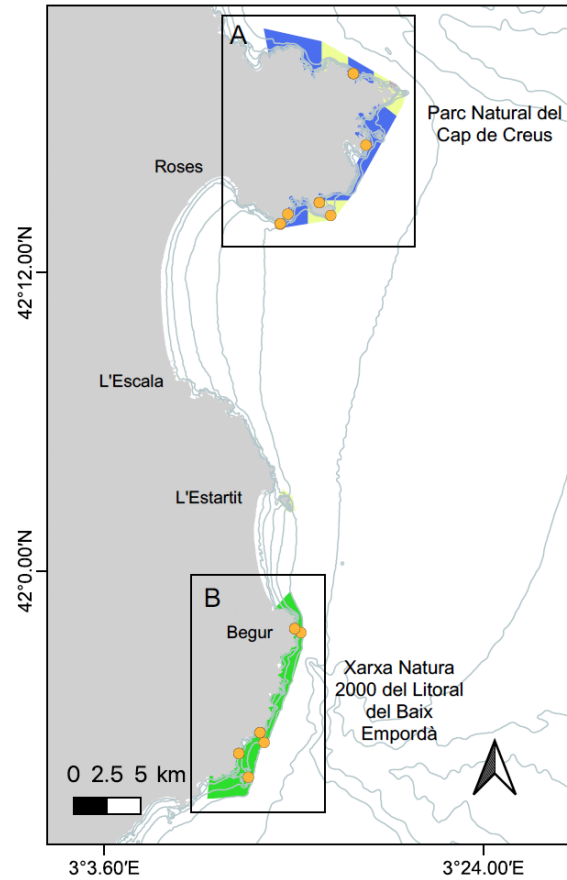 A
Parc Natural del
Cap de Creus
Roses
42°12.00'N
L'Escala
L'Estartit
42°0.00'N
B
Begur
Xarxa Natura
2000 del Litoral
del Baix
Empordà
0 2.5 5 km
3°3.60'E
3°24.00'E